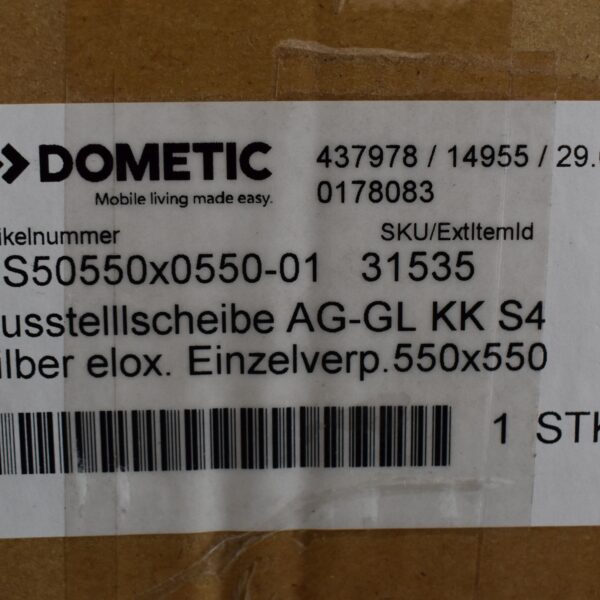 DOMETIC
Mobile living made easy.
437978 / 14955 / 29.
0178083
ikelnummer
SKU/ExtItemId
S50550x0550-01 31535
usstelllscheibe AG-GL KK S4
ilber elox. Einzelverp.550x550
1 STK